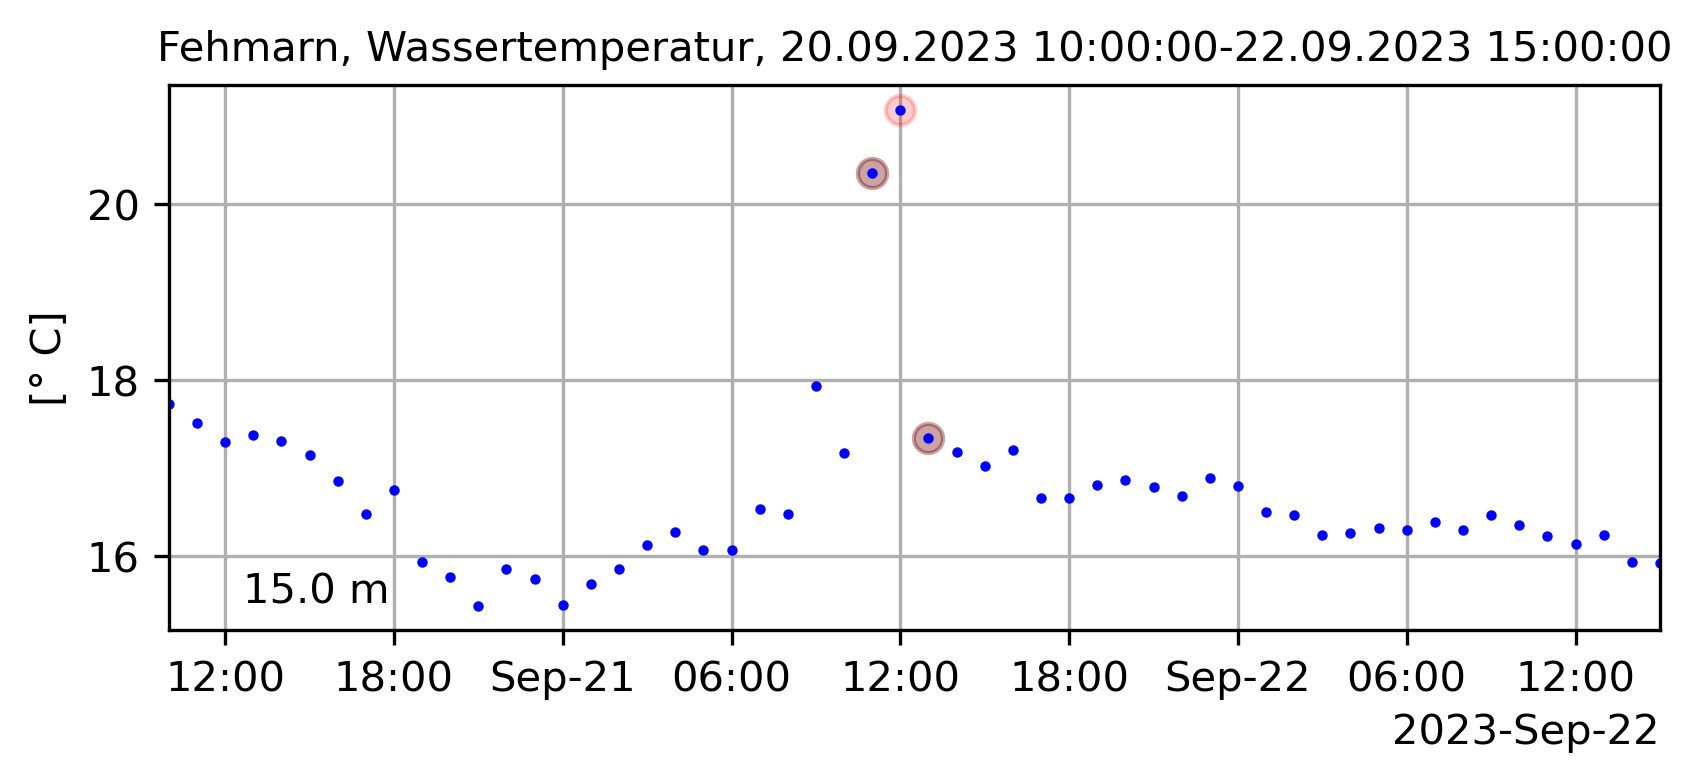 Fehmarn, Wassertemperatur, 20.09.2023 10:00:00-22.09.2023 15:00:00
[° C]
20
18
16
15.0 m
12:00 18:00 Sep-21 06:00 12:00 18:00 Sep-22 06:00 12:00
2023-Sep-22